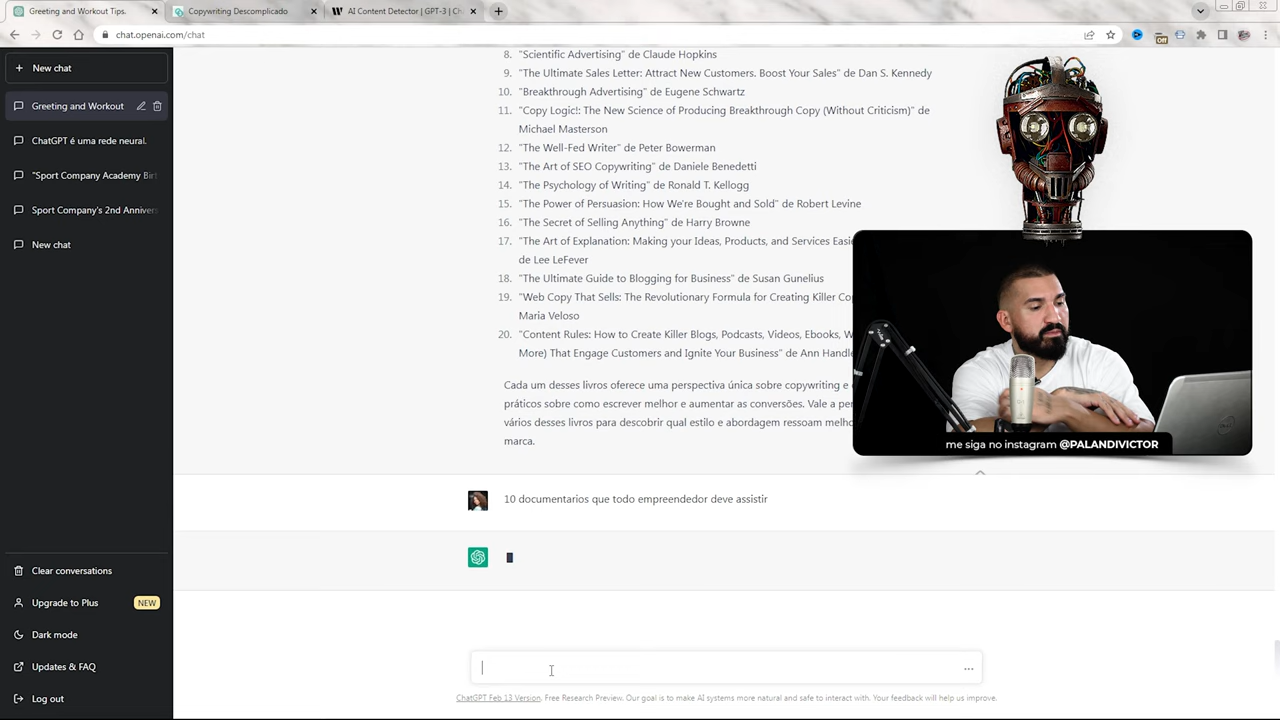 Greeting and Workout Tips.
Copywriting Descomplicado
AI Content Detector | GPT-3 | Ch
chat.openai.com/chat
Off
New chat
Greeting and Workout
ChatGPT é uma rede neural.
"Sport Company Academy Birt
Sport Company's 2nd Anniver
New chat
Clear conversations
Upgrade to Plus NEW
Dark mode
Updates & FAQ
Log out
8. "Scientific Advertising" de Claude Hopkins
9. "The Ultimate Sales Letter: Attract New Customers. Boost Your Sales" de Dan S. Kennedy
10. "Breakthrough Advertising" de Eugene Schwartz
11. "Copy Logic!: The New Science of Producing Breakthrough Copy (Without Criticism)" de
Michael Masterson
12. "The Well-Fed Writer" de Peter Bowerman
13. "The Art of SEO Copywriting" de Daniele Benedetti
14. "The Psychology of Writing" de Ronald T. Kellogg
15. "The Power of Persuasion: How We're Bought and Sold" de Robert Levine
16. "The Secret of Selling Anything" de Harry Browne
17. "The Art of Explanation: Making your Ideas, Products, and Services Easie
de Lee LeFever
18. "The Ultimate Guide to Blogging for Business" de Susan Gunelius
19. "Web Copy That Sells: The Revolutionary Formula for Creating Killer Co
Maria Veloso
20. "Content Rules: How to Create Killer Blogs, Podcasts, Videos, Ebooks, W
More) That Engage Customers and Ignite Your Business" de Ann Handle
Cada um desses livros oferece uma perspectiva única sobre copywriting e
práticos sobre como escrever melhor e aumentar as conversões. Vale a pe
vários desses livros para descobrir qual estilo e abordagem ressoam melho
marca.
me siga no instagram @PALANDIVICTOR
10 documentarios que todo empreendedor deve assistir
ChatGPT Feb 13 Version. Free Research Preview. Our goal is to make AI systems more natural and safe to interact with. Your feedback will help us improve.